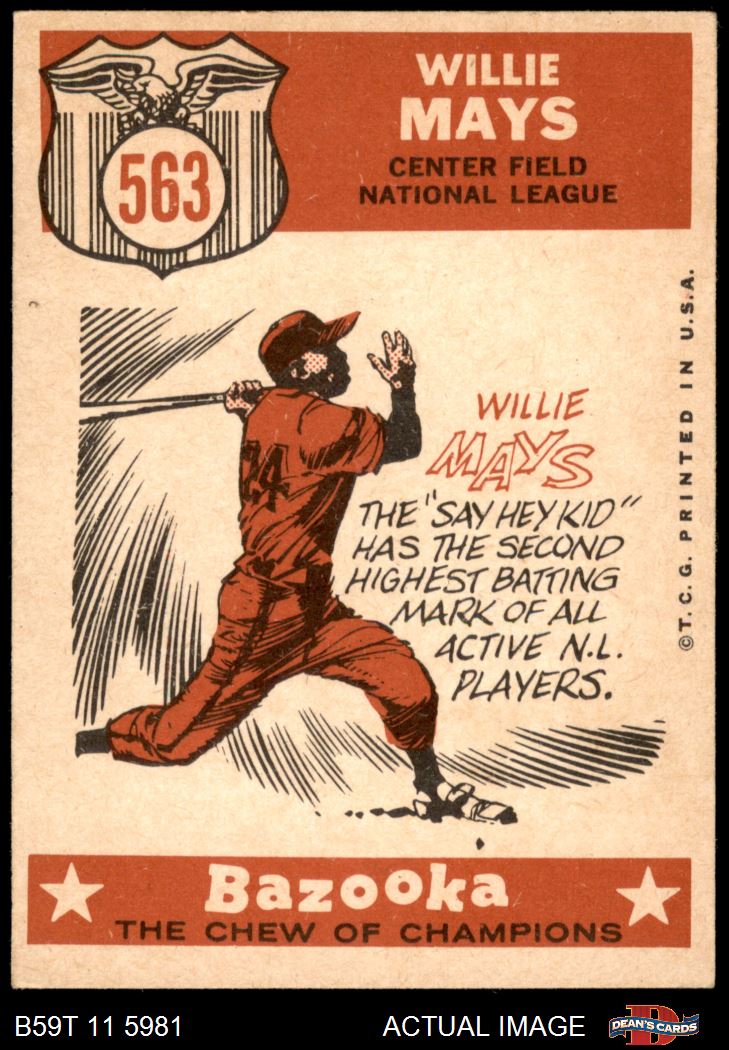 563
WILLIE
MAYS
CENTER FIELD
NATIONAL LEAGUE
24
WILLIE
MAYS
THE "SAY HEY KID"
HAS THE SECOND
HIGHEST BATTING
MARK OF ALL
ACTIVE N.L.
PLAYERS.
© T.C.G. PRINTED IN U.S.A.
Bazooka
THE CHEW OF CHAMPIONS
B59T 11 5981
ACTUAL IMAGE
D
DEAN'S CARDS